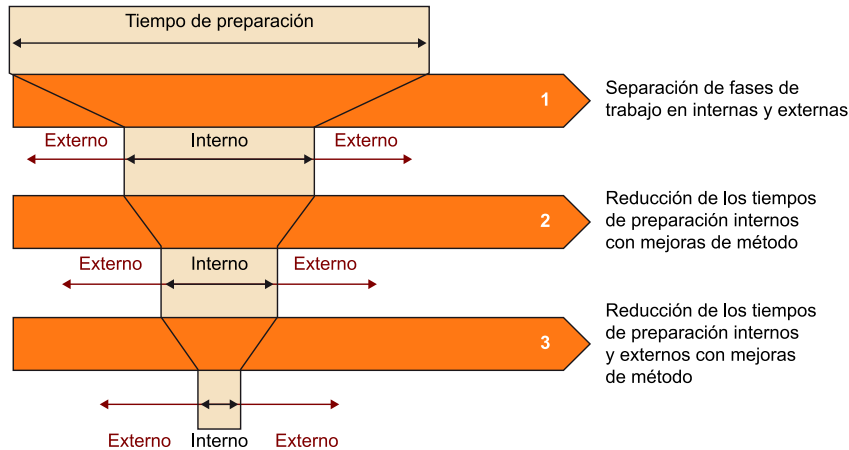 Tiempo de preparación
1
Separación de fases de
trabajo en internas y externas
Externo Interno Externo
2
Reducción de los tiempos
de preparación internos
con mejoras de método
Externo Interno Externo
3
Reducción de los tiempos
de preparación internos
y externos con mejoras
de método
Externo Interno Externo